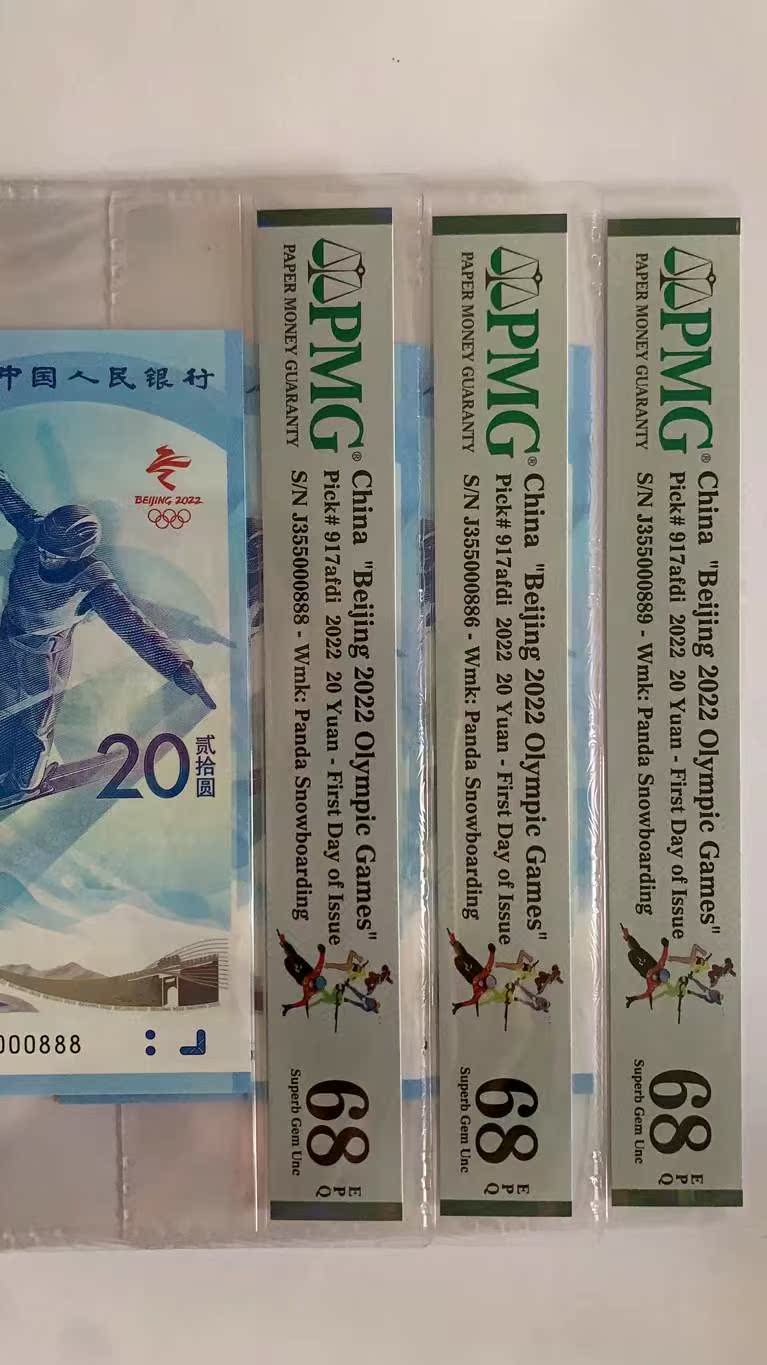 中国人民银行
BEIJING 2022
20
贰拾圆
000888
PMG®
PAPER MONEY GUARANTY
China "Beijing 2022 Olympic Games"
Pick# 917afdi 2022 20 Yuan - First Day of Issue
S/N J355000888 - Wmk: Panda Snowboarding
68 EPQ
Superb Gem Unc
PMG®
PAPER MONEY GUARANTY
China "Beijing 2022 Olympic Games"
Pick# 917afdi 2022 20 Yuan - First Day of Issue
S/N J355000886 - Wmk: Panda Snowboarding
68 EPQ
Superb Gem Unc
PMG®
PAPER MONEY GUARANTY
China "Beijing 2022 Olympic Games"
Pick# 917afdi 2022 20 Yuan - First Day of Issue
S/N J355000889 - Wmk: Panda Snowboarding
68 EPQ
Superb Gem Unc